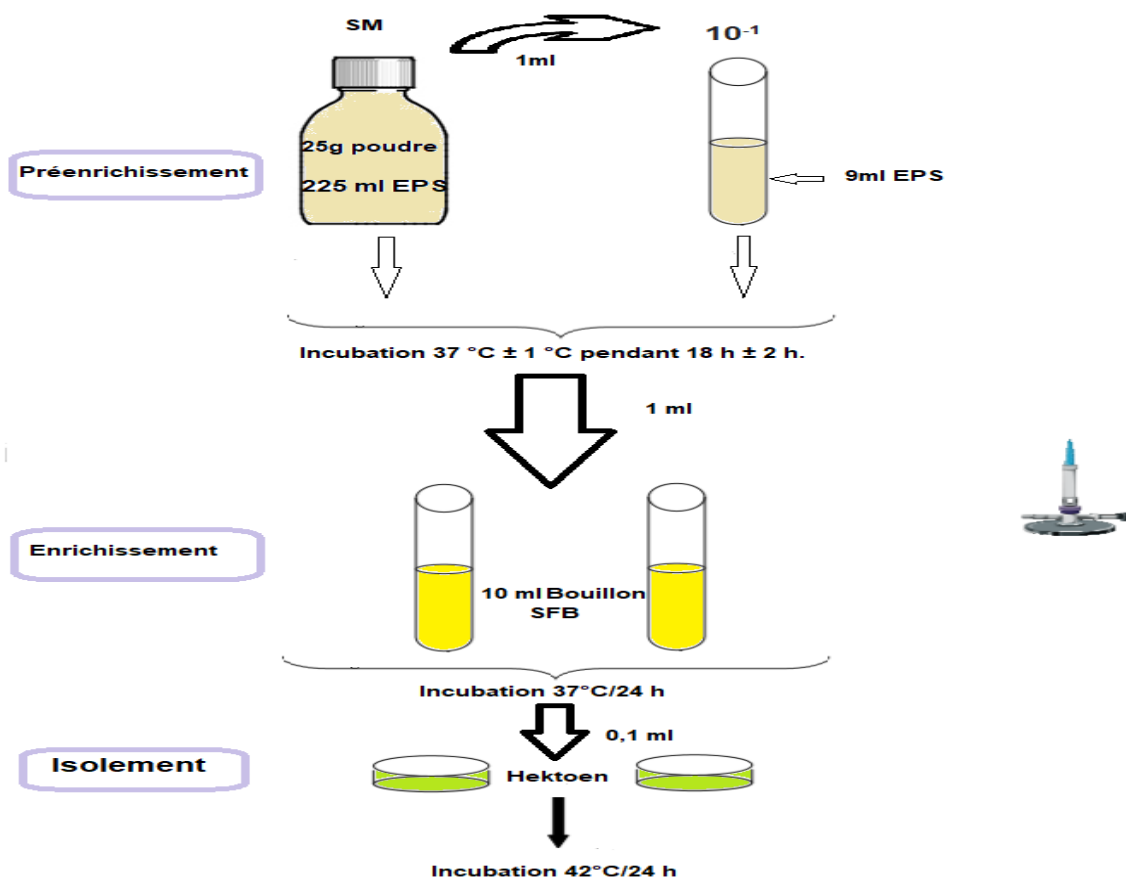 SM
10⁻¹
1ml
25g poudre
225 ml EPS
Préenrichissement
9ml EPS
Incubation 37 °C ± 1 °C pendant 18 h ± 2 h.
1 ml
Enrichissement
10 ml Bouillon
SFB
Incubation 37°C/24 h
0,1 ml
Isolement
Hektoen
Incubation 42°C/24 h